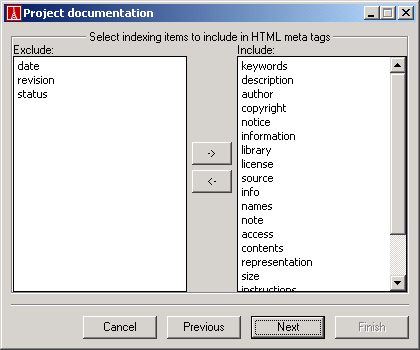 Project documentation
Select indexing items to include in HTML meta tags
Exclude:
date
revision
status
->
<-
Include:
keywords
description
author
copyright
notice
information
library
license
source
info
names
note
access
contents
representation
size
instructions
Cancel
Previous
Next
Finish